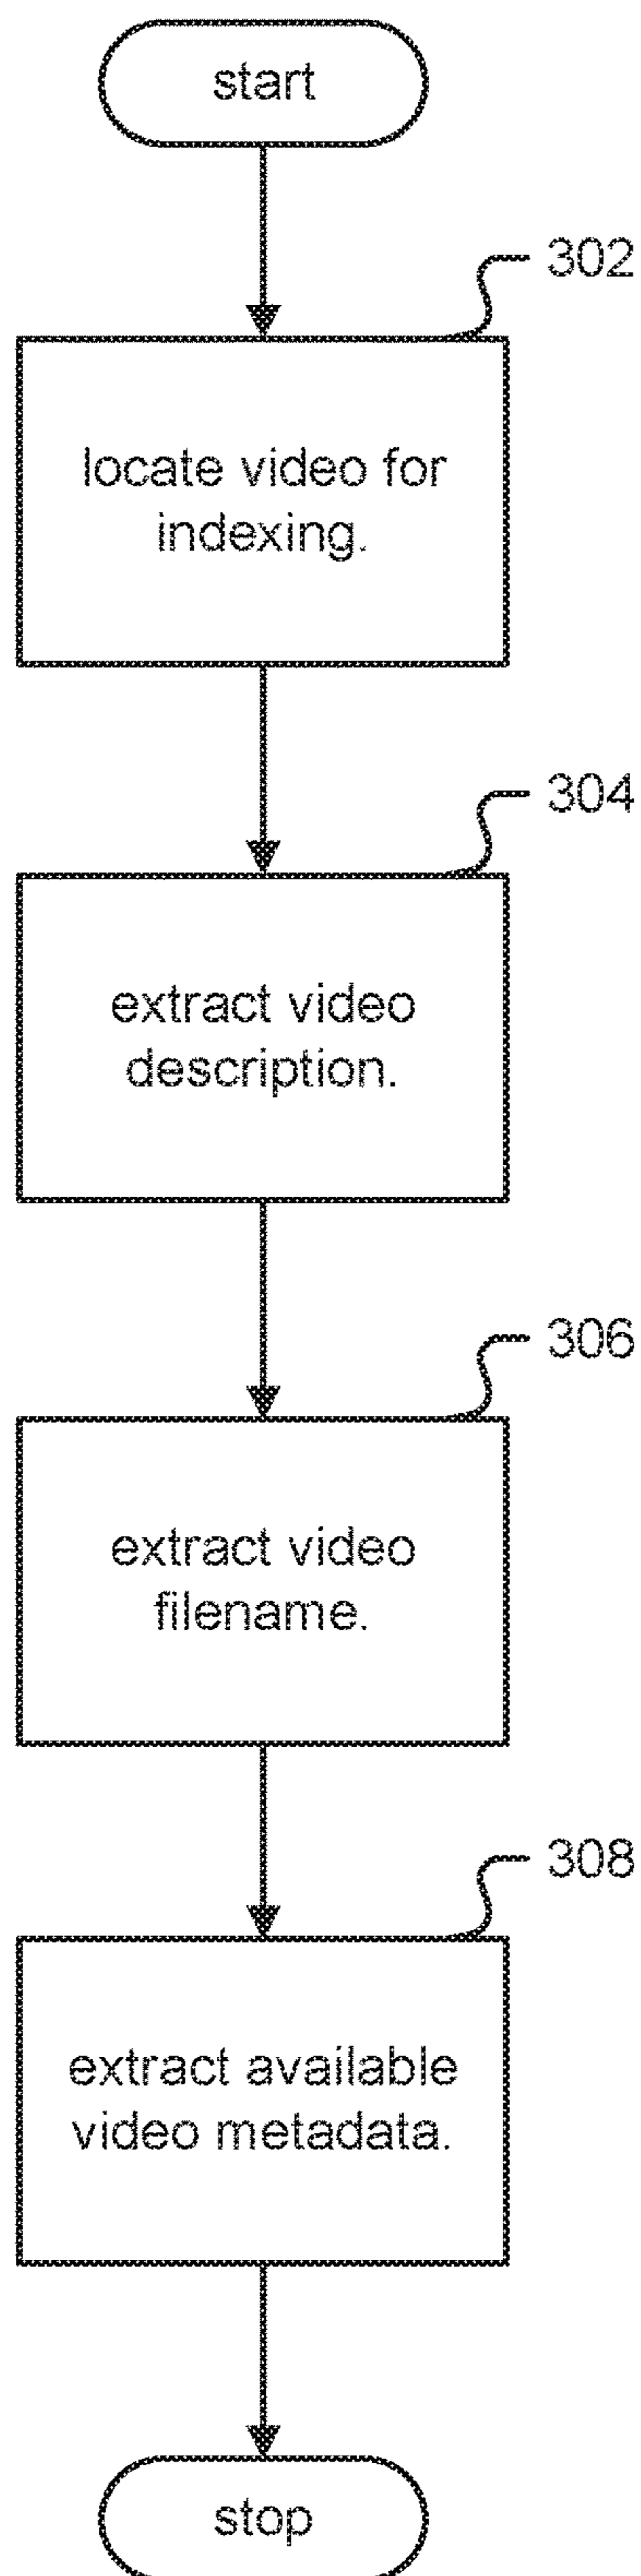 start
302
locate video for
indexing.
304
extract video
description.
306
extract video
filename.
308
extract available
video metadata.
stop